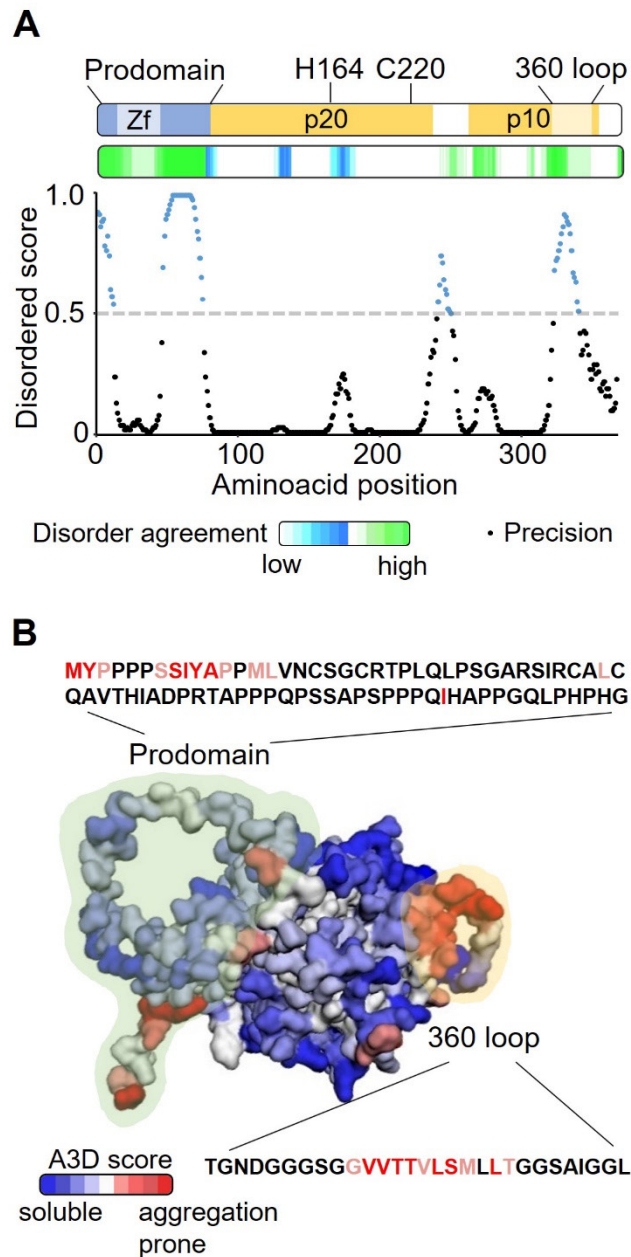 A
Prodomain H164 C220 360 loop
Zf p20 p10
1.0
0.5
0
Disordered score
0 100 200 300
Aminoacid position
Disorder agreement
low high
Precision
B
MYPPPPSSIYAPPMLVNCSGCRTPLQLPSGARSIRCALC
QAVTHIADPRTAPPPQPSSAPSPPPQIHAPPGQLPHPHG
Prodomain
360 loop
TGNDGGGSGGVVTTVLSMLLTGGSAIGGL
A3D score
soluble aggregation
prone